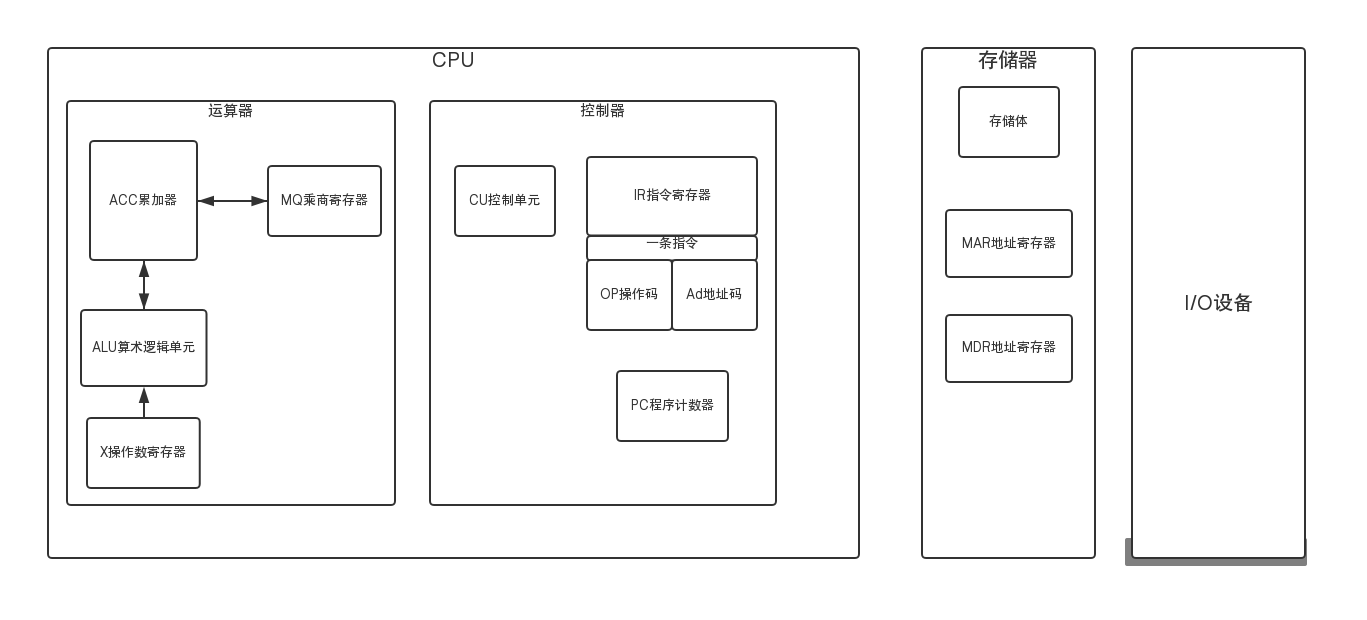 CPU
运算器
ACC累加器
MQ乘商寄存器
ALU算术逻辑单元
X操作数寄存器
控制器
CU控制单元
IR指令寄存器
一条指令
OP操作码
Ad地址码
PC程序计数器
存储器
存储体
MAR地址寄存器
MDR地址寄存器
I/O设备